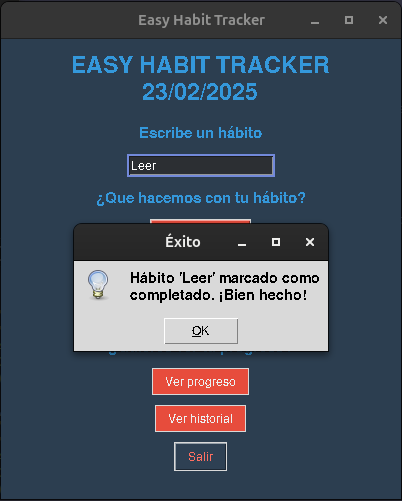 Easy Habit Tracker
EASY HABIT TRACKER
23/02/2025
Escribe un hábito
Leer
¿Que hacemos con tu hábito?
Éxito
Hábito 'Leer' marcado como
completado. ¡Bien hecho!
OK
Ver progreso
Ver historial
Salir